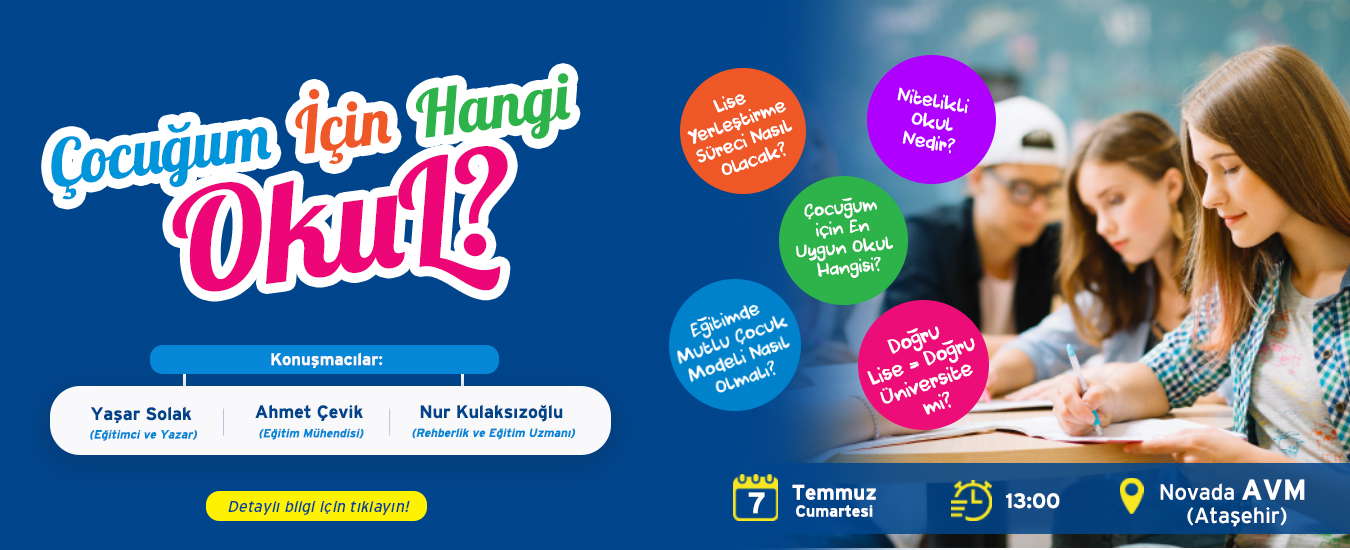 Çocuğum İçin Hangi
Okul?
Konuşmacılar:
Yaşar Solak
(Eğitimci ve Yazar)
Ahmet Çevik
(Eğitim Mühendisi)
Nur Kulaksızoğlu
(Rehberlik ve Eğitim Uzmanı)
Detaylı bilgi için tıklayın!
Lise
Yerleştirme
Süreci Nasıl
Olacak?
Nitelikli
Okul
Nedir?
Çocuğum
için En
Uygun Okul
Hangisi?
Eğitimde
Mutlu Çocuk
Modeli Nasıl
Olmalı?
Doğru
Lise = Doğru
Üniversite
mi?
7
Temmuz
Cumartesi
13:00
Novada AVM
(Ataşehir)